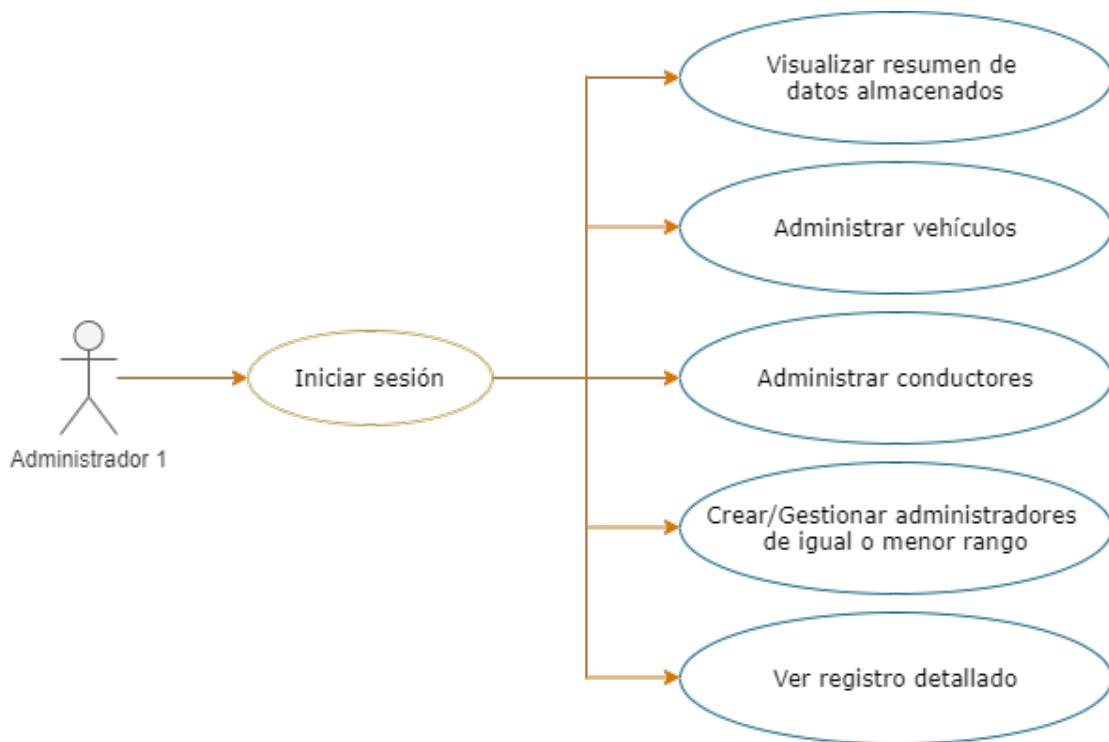 Visualizar resumen de
datos almacenados
Administrar vehículos
Iniciar sesión
Administrar conductores
Administrador 1
Crear/Gestionar administradores
de igual o menor rango
Ver registro detallado